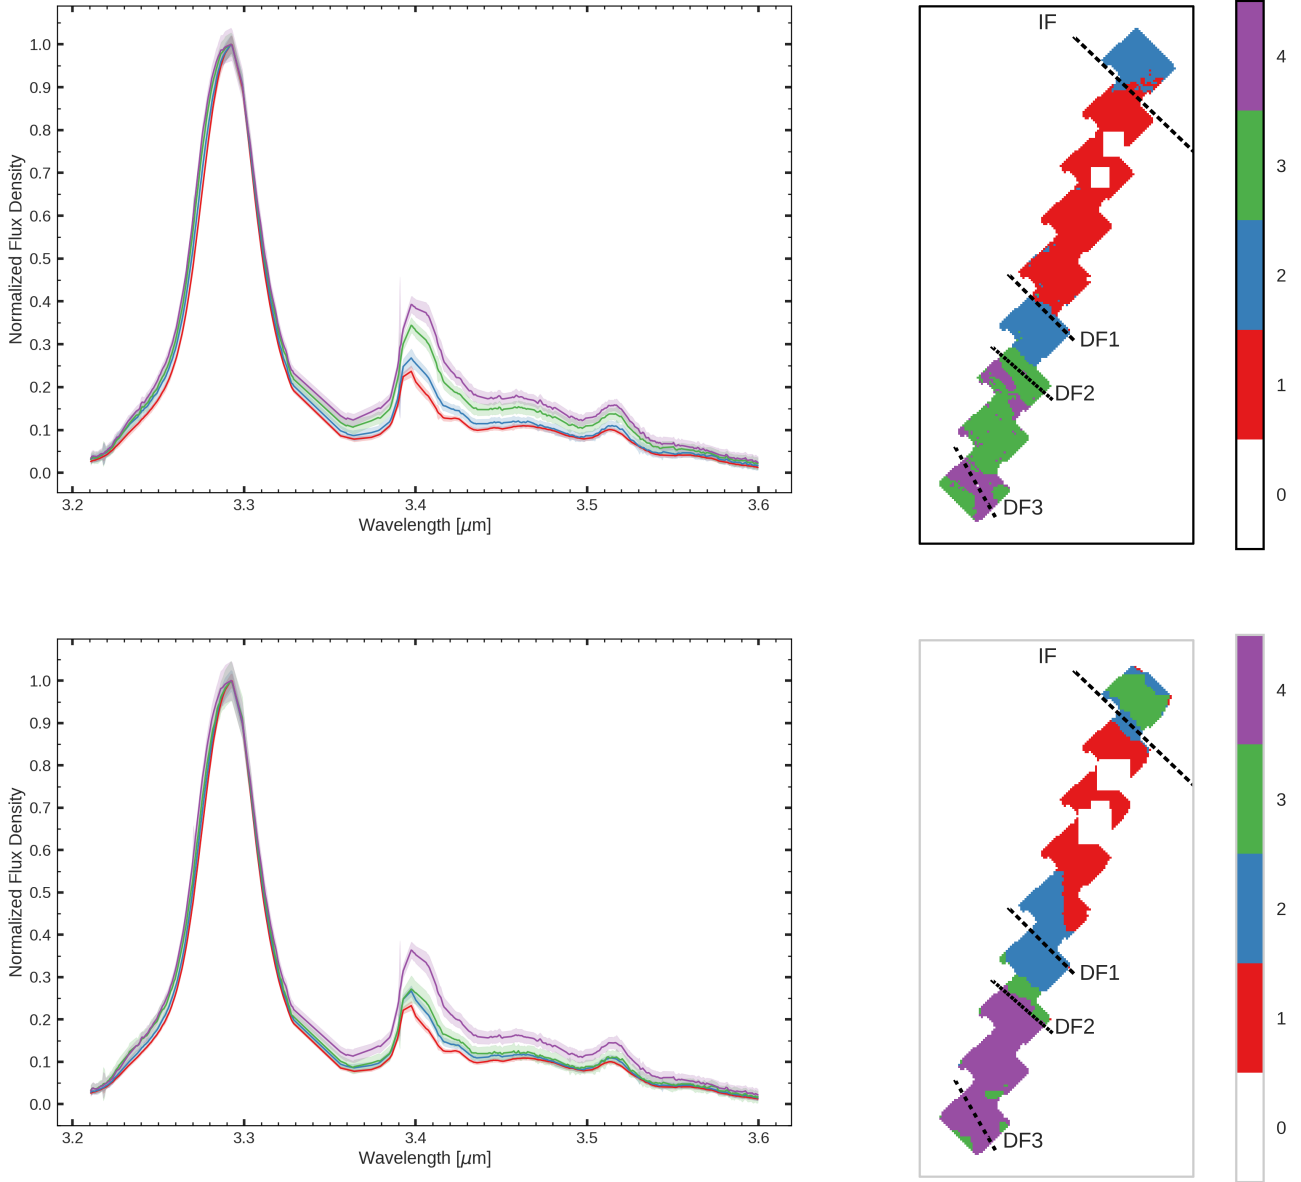 Normalized Flux Density
1.0
0.9
0.8
0.7
0.6
0.5
0.4
0.3
0.2
0.1
0.0
3.2 3.3 3.4 3.5 3.6
Wavelength [μm]
IF
DF1
DF2
DF3
4
3
2
1
0
Normalized Flux Density
1.0
0.9
0.8
0.7
0.6
0.5
0.4
0.3
0.2
0.1
0.0
3.2 3.3 3.4 3.5 3.6
Wavelength [μm]
IF
DF1
DF2
DF3
4
3
2
1
0